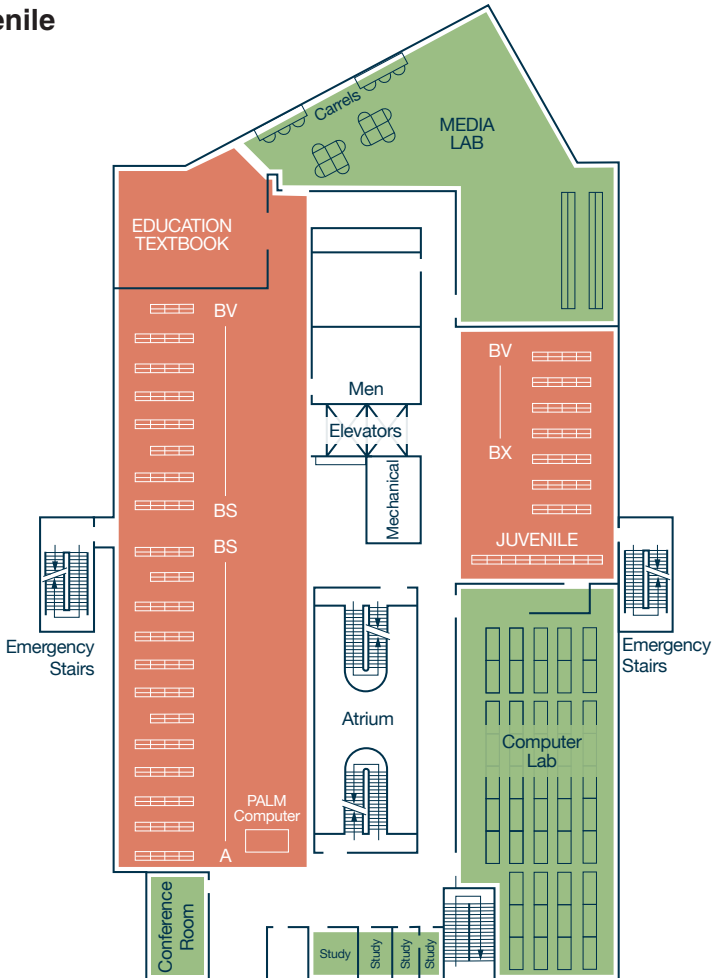 enile
Carrels
MEDIA
LAB
EDUCATION
TEXTBOOK
BV
BV
Men
Elevators
BX
Mechanical
BS
BS
JUVENILE
Emergency
Stairs
Emergency
Stairs
Atrium
Computer
Lab
PALM
Computer
A
Conference
Room
Study
Study
Study
Study